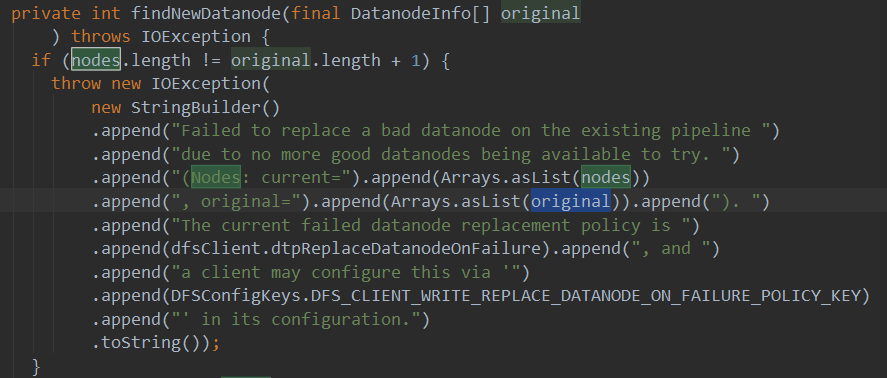 private int findNewDatanode(final DatanodeInfo[] original
) throws IOException {
if (nodes.length != original.length + 1) {
throw new IOException(
new StringBuilder()
.append("Failed to replace a bad datanode on the existing pipeline ")
.append("due to no more good datanodes being available to try. ")
.append("(Nodes: current=").append(Arrays.asList(nodes))
.append(", original=").append(Arrays.asList(original)).append("). ")
.append("The current failed datanode replacement policy is ")
.append(dfsClient.dtpReplaceDatanodeOnFailure).append(", and ")
.append("a client may configure this via '")
.append(DFSConfigKeys.DFS_CLIENT_WRITE_REPLACE_DATANODE_ON_FAILURE_POLICY_KEY)
.append("' in its configuration.")
.toString());
}